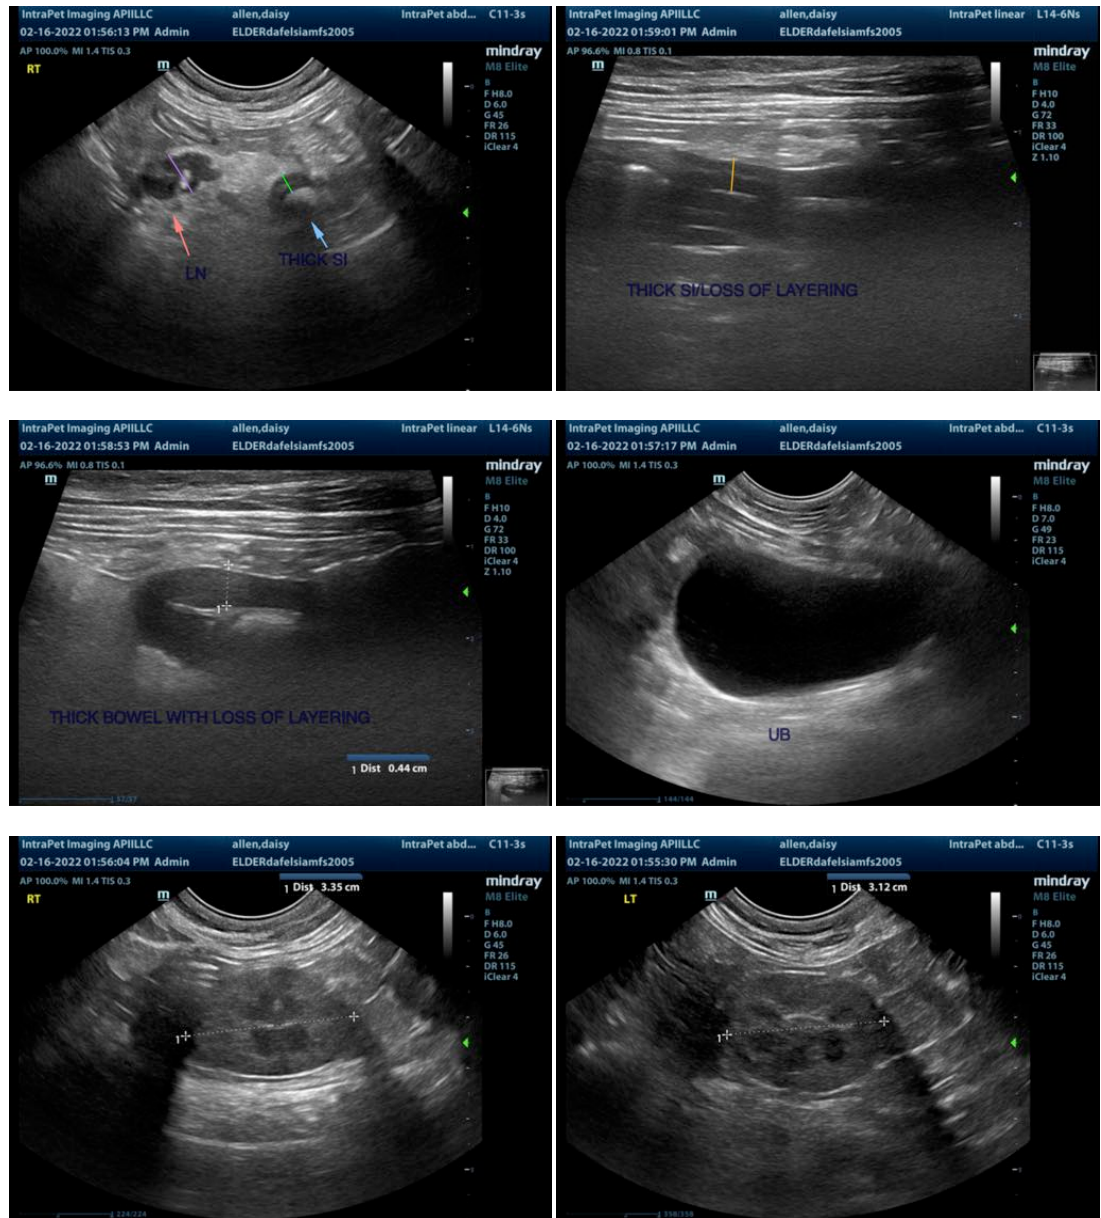 IntraPet Imaging APIILLC allen,daisy IntraPet abd... C11-3s
02-16-2022 01:56:13 PM Admin ELDERdafelsiamfs2005
AP 100.0% MI 1.4 TIS 0.3
mindray
M8 Elite
RT
m
B
F H8.0
D 6.0
G 45
FR 26
DR 115
iClear 4
LN
THICK SI
IntraPet Imaging APIILLC allen,daisy IntraPet linear L14-6Ns
02-16-2022 01:59:01 PM Admin ELDERdafelsiamfs2005
AP 96.6% MI 0.8 TIS 0.1
mindray
M8 Elite
m
B
F H10
D 4.0
G 72
FR 33
DR 100
iClear 4
Z 1.10
THICK SI/LOSS OF LAYERING
IntraPet Imaging APIILLC allen,daisy IntraPet linear L14-6Ns
02-16-2022 01:58:53 PM Admin ELDERdafelsiamfs2005
AP 96.6% MI 0.8 TIS 0.1
mindray
M8 Elite
m
B
F H10
D 4.0
G 72
FR 33
DR 100
iClear 4
Z 1.10
1
THICK BOWEL WITH LOSS OF LAYERING
1 Dist 0.44 cm
37/37
IntraPet Imaging APIILLC allen,daisy IntraPet abd... C11-3s
02-16-2022 01:57:17 PM Admin ELDERdafelsiamfs2005
AP 100.0% MI 1.4 TIS 0.3
mindray
M8 Elite
m
B
F H8.0
D 7.0
G 49
FR 23
DR 115
iClear 4
UB
144/144
IntraPet Imaging APIILLC allen,daisy IntraPet abd... C11-3s
02-16-2022 01:56:04 PM Admin ELDERdafelsiamfs2005
AP 100.0% MI 1.4 TIS 0.3
1 Dist 3.35 cm
mindray
M8 Elite
RT
m
B
F H8.0
D 6.0
G 45
FR 26
DR 115
iClear 4
1
224/224
IntraPet Imaging APIILLC allen,daisy IntraPet abd... C11-3s
02-16-2022 01:55:30 PM Admin ELDERdafelsiamfs2005
AP 100.0% MI 1.4 TIS 0.3
1 Dist 3.12 cm
mindray
M8 Elite
LT
m
B
F H8.0
D 6.0
G 45
FR 26
DR 115
iClear 4
1
358/358